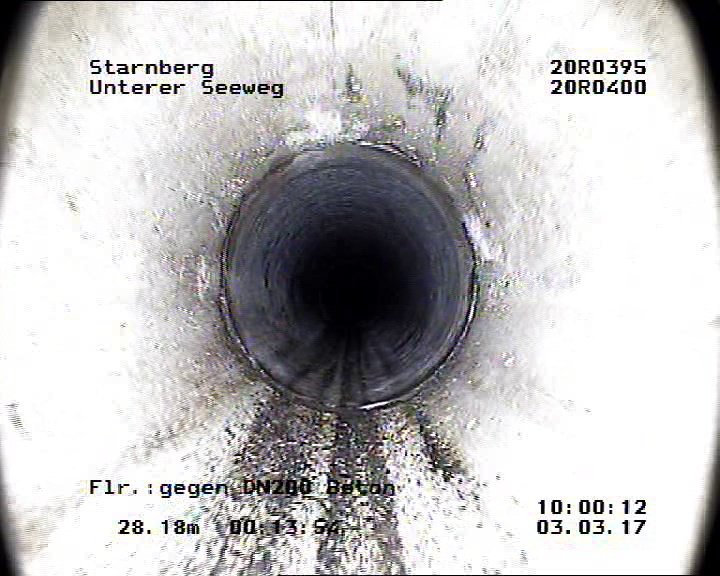 Starnberg
Unterer Seeweg
20R0395
20R0400
Flr.:gegen DN200 Beton
28.18m 00:13:54
10:00:12
03.03.17